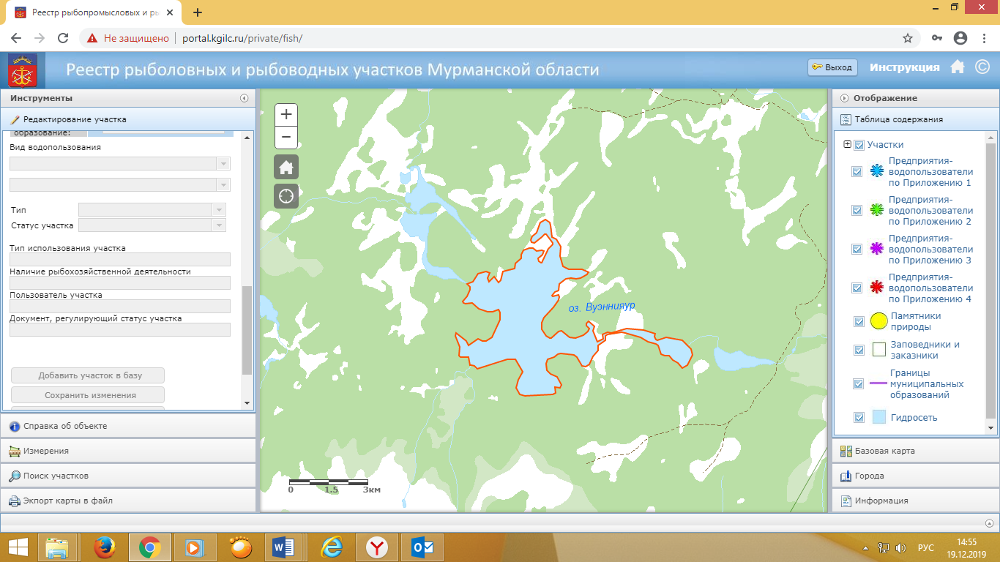 Реестр рыбопромысловых и ры
Не защищено
portal.kgilc.ru/private/fish/
Реестр рыболовных и рыбоводных участков Мурманской области
Выход
Инструкция
Инструменты
Редактирование участка
образование:
Вид водопользования
Тип
Статус участка
Тип использования участка
Наличие рыбохозяйственной деятельности
Пользователь участка
Документ, регулирующий статус участка
Добавить участок в базу
Сохранить изменения
Справка об объекте
Измерения
Поиск участков
Экспорт карты в файл
+
−
оз. Вуэннияур
0 1.5 3км
Отображение
Таблица содержания
Участки
Предприятия-
водопользователи
по Приложению 1
Предприятия-
водопользователи
по Приложению 2
Предприятия-
водопользователи
по Приложению 3
Предприятия-
водопользователи
по Приложению 4
Памятники
природы
Заповедники и
заказники
Границы
муниципальных
образований
Гидросеть
Базовая карта
Города
Информация
РУС
14:55
19.12.2019